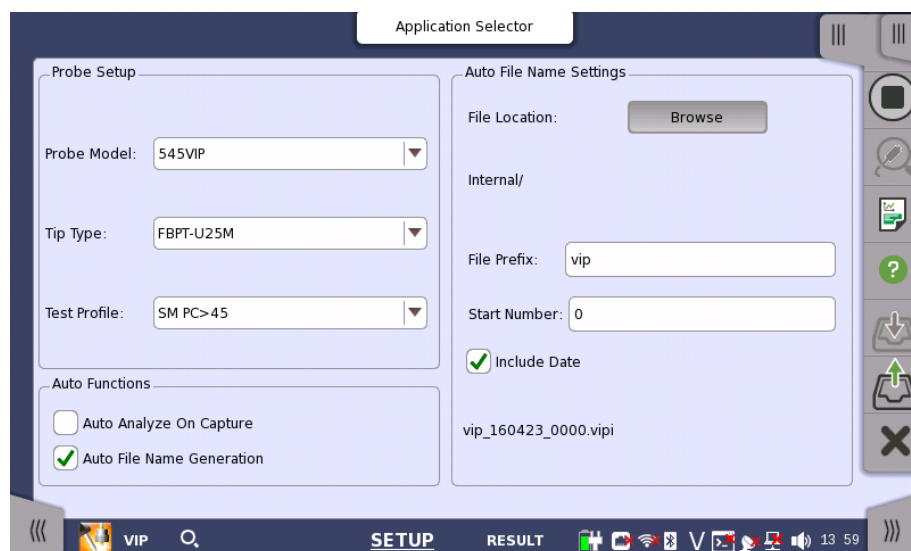 Application Selector
Probe Setup
Probe Model: 545VIP
Tip Type: FBPT-U25M
Test Profile: SM PC>45
Auto Functions
Auto Analyze On Capture
Auto File Name Generation
Auto File Name Settings
File Location: Browse
Internal/
File Prefix: vip
Start Number: 0
Include Date
vip_160423_0000.vipi
VIP SETUP RESULT 13 59